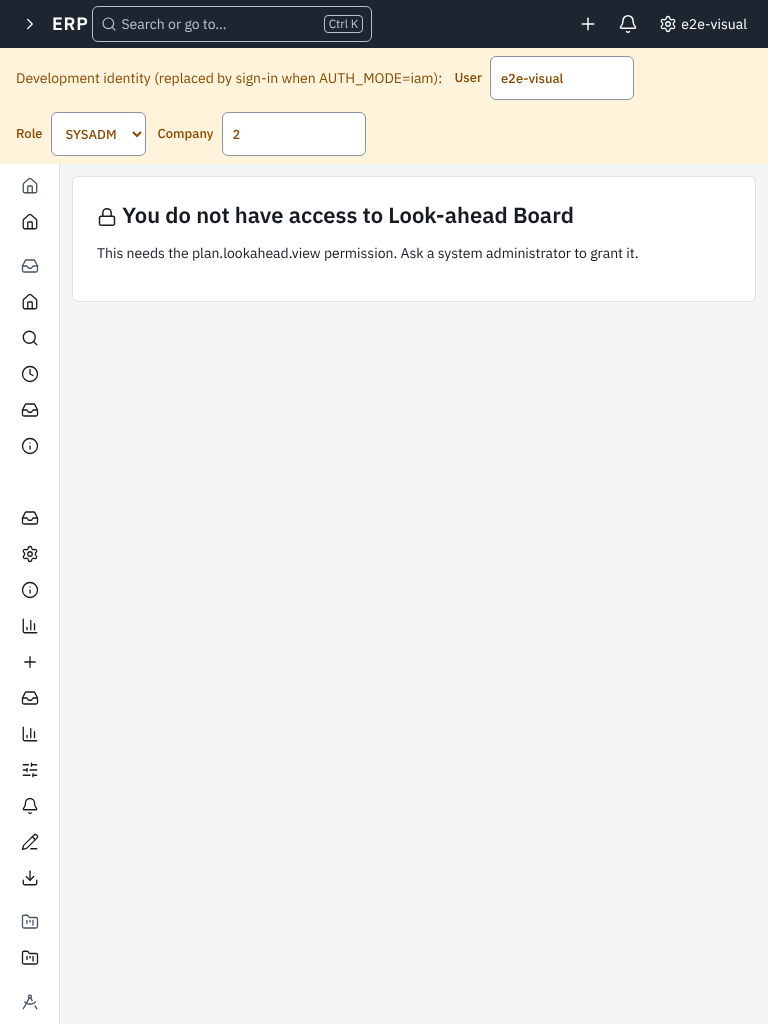 ERP Search or go to... Ctrl K e2e-visual
Development identity (replaced by sign-in when AUTH_MODE=iam): User e2e-visual
Role SYSADM Company 2
You do not have access to Look-ahead Board
This needs the plan.lookahead.view permission. Ask a system administrator to grant it.